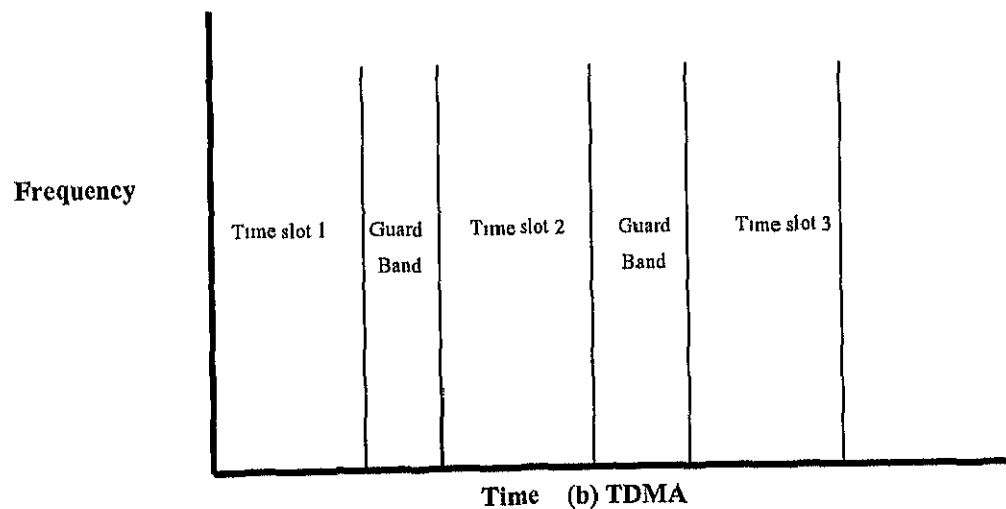 Frequency
Time slot 1
Guard
Band
Time slot 2
Guard
Band
Time slot 3
Time (b) TDMA